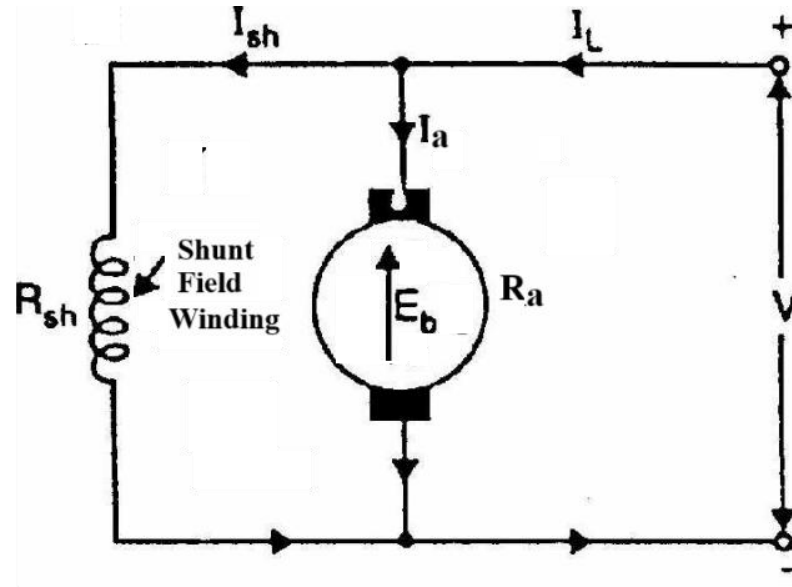 Ish
IL
+
Ia
Shunt
Field
Winding
Rsh
Eb
Ra
V
-